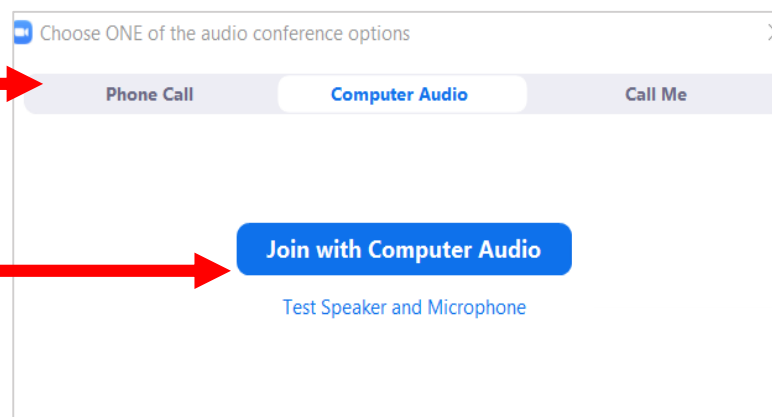 Choose ONE of the audio conference options
Phone Call Computer Audio Call Me
Join with Computer Audio
Test Speaker and Microphone